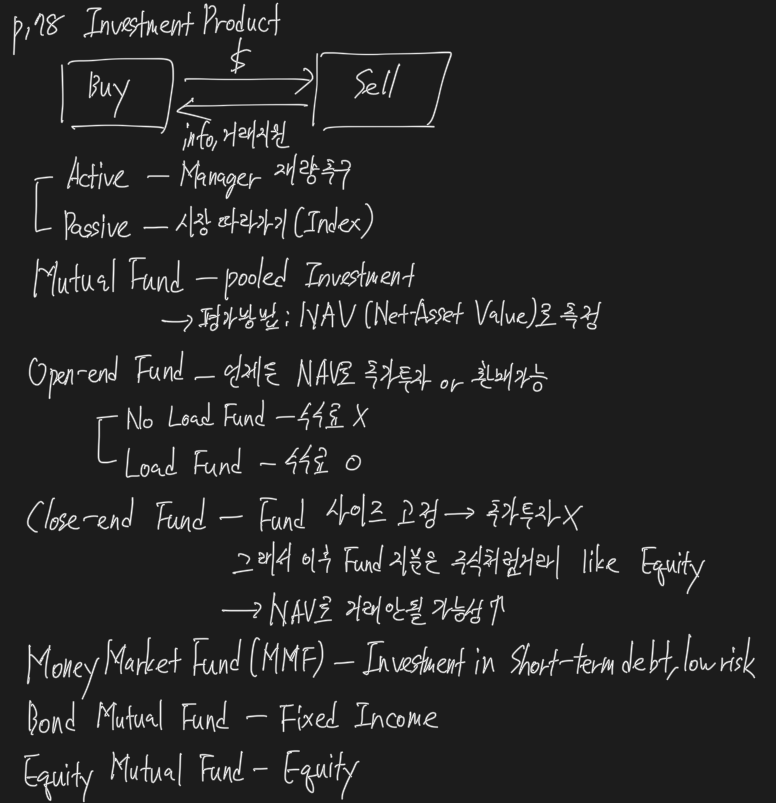 p,78 Investment Product
$
Buy
Sell
info, 거래지원
Active — Manager 재량촉구
Passive — 시장 따라가기 (Index)
Mutual Fund — pooled Investment
→ 평가방법 : NAV (Net-Asset Value)로 측정
Open-end Fund — 언제든 NAV로 추가투자 or 환매가능
No Load Fund — 수수료 X
Load Fund — 수수료 O
Close-end Fund — Fund 사이즈 고정 → 추가투자X
그래서 이후 Fund 지분은 주식처럼거래 like Equity
→ NAV로 거래안될 가능성↑
Money Market Fund (MMF) — Investment in Short-term debt, low risk
Bond Mutual Fund — Fixed Income
Equity Mutual Fund — Equity